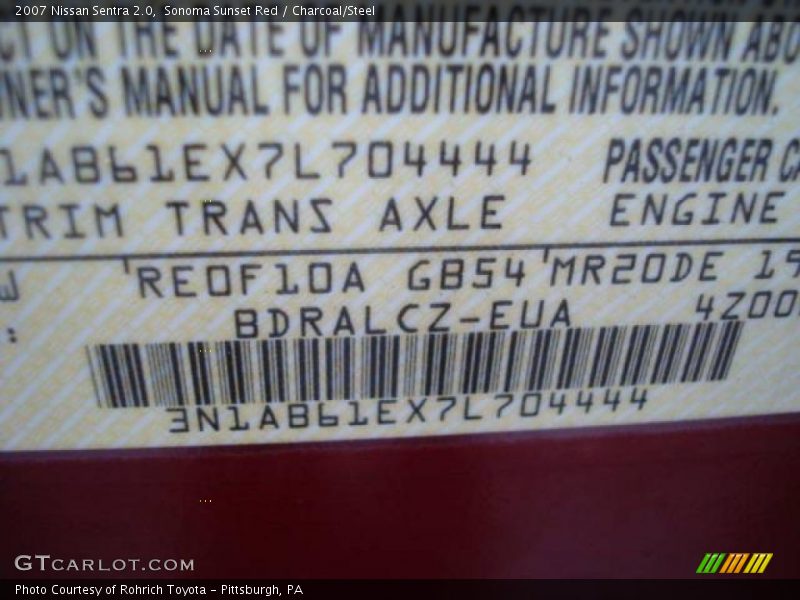 2007 Nissan Sentra 2.0, Sonoma Sunset Red / Charcoal/Steel
ON THE DATE OF MANUFACTURE SHOWN
MANUAL FOR ADDITIONAL INFORMATION.
1AB61EX7L704444 PASSENGER
TRIM TRANS AXLE ENGINE
W RE0F10A GB54 MR20DE
BDRALCZ-EUA
3N1AB61EX7L704444
GTCARLOT.COM
Photo Courtesy of Rohrich Toyota - Pittsburgh, PA